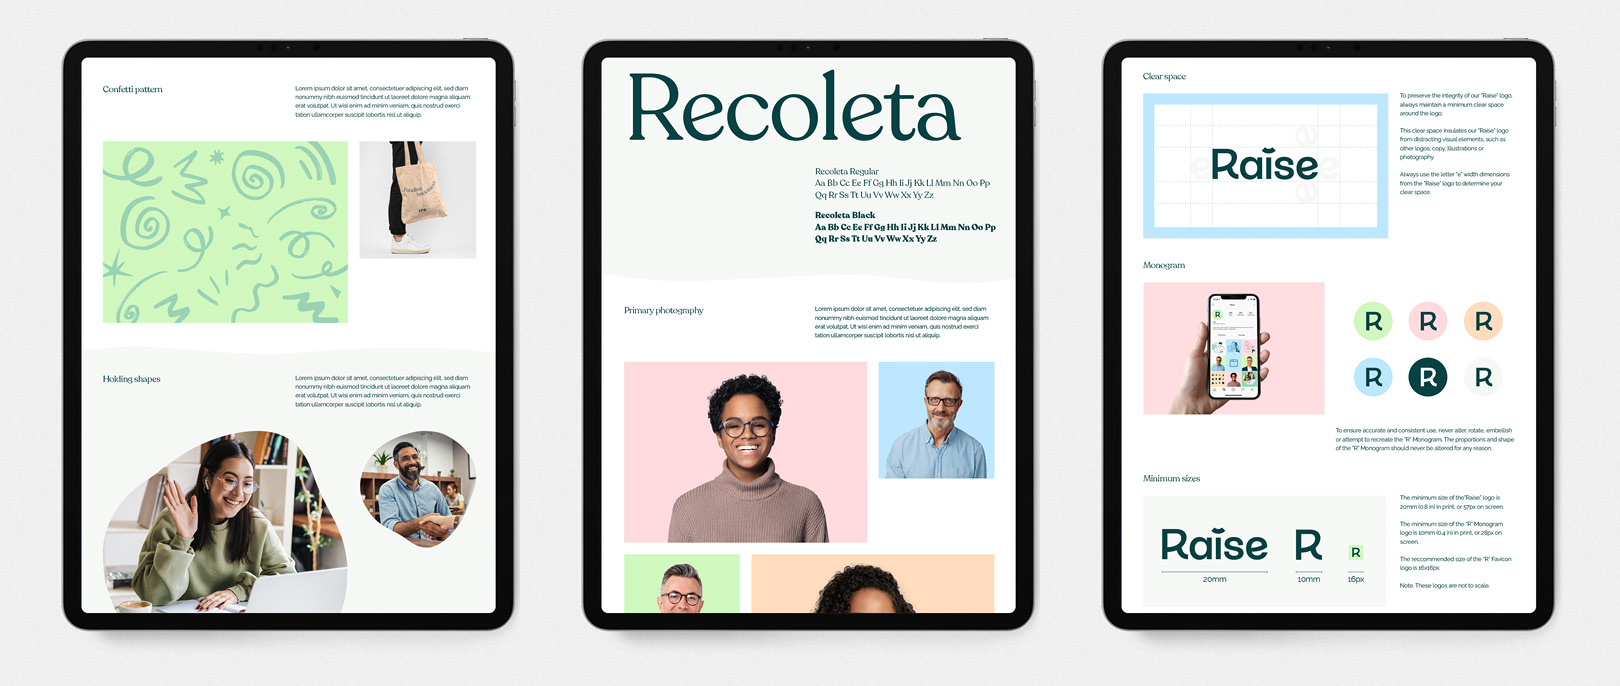 Confetti pattern
Lorem ipsum dolor sit amet, consectetuer adipiscing elit, sed diam
nonummy nibh euismod tincidunt ut laoreet dolore magna aliquam
erat volutpat. Ut wisi enim ad minim veniam, quis nostrud exerci
tation ullamcorper suscipit lobortis nisl ut aliquip.
Holding shapes
Lorem ipsum dolor sit amet, consectetuer adipiscing elit, sed diam
nonummy nibh euismod tincidunt ut laoreet dolore magna aliquam
erat volutpat. Ut wisi enim ad minim veniam, quis nostrud exerci
tation ullamcorper suscipit lobortis nisl ut aliquip.
Recoleta
Recoleta Regular
Aa Bb Cc Ee Ff Gg Hh Ii Jj Kk Ll Mm Nn Oo Pp
Qq Rr Ss Tt Uu Vv Ww Xx Yy Zz
Recoleta Black
Aa Bb Cc Ee Ff Gg Hh Ii Jj Kk Ll Mm Nn Oo Pp
Qq Rr Ss Tt Uu Vv Ww Xx Yy Zz
Primary photography
Lorem ipsum dolor sit amet, consectetuer adipiscing elit, sed diam
nonummy nibh euismod tincidunt ut laoreet dolore magna aliquam
erat volutpat. Ut wisi enim ad minim veniam, quis nostrud exerci
tation ullamcorper suscipit lobortis nisl ut aliquip.
Clear space
Raise
e
e
e
e
To preserve the integrity of our "Raise" logo,
always maintain a minimum clear space
around the logo.
This clear space insulates our "Raise" logo
from distracting visual elements, such as
other logos, copy, illustrations or
photography.
Always use the letter "e" width dimensions
from the "Raise" logo to determine your
clear space.
Monogram
R
R R R
R R R
To ensure accurate and consistent use, never alter, rotate, embellish
or attempt to recreate the "R" Monogram. The proportions and shape
of the "R" Monogram should never be altered for any reason.
Minimum sizes
Raise R R
20mm 10mm 16px
The minimum size of the"Raise" logo is
20mm (0.8 in) in print, or 57px on screen.
The minimum size of the "R" Monogram
logo is 10mm (0.4 in) in print, or 28px on
screen.
The reccommended size of the "R" Favicon
logo is 16x16px.
Note. These logos are not to scale.